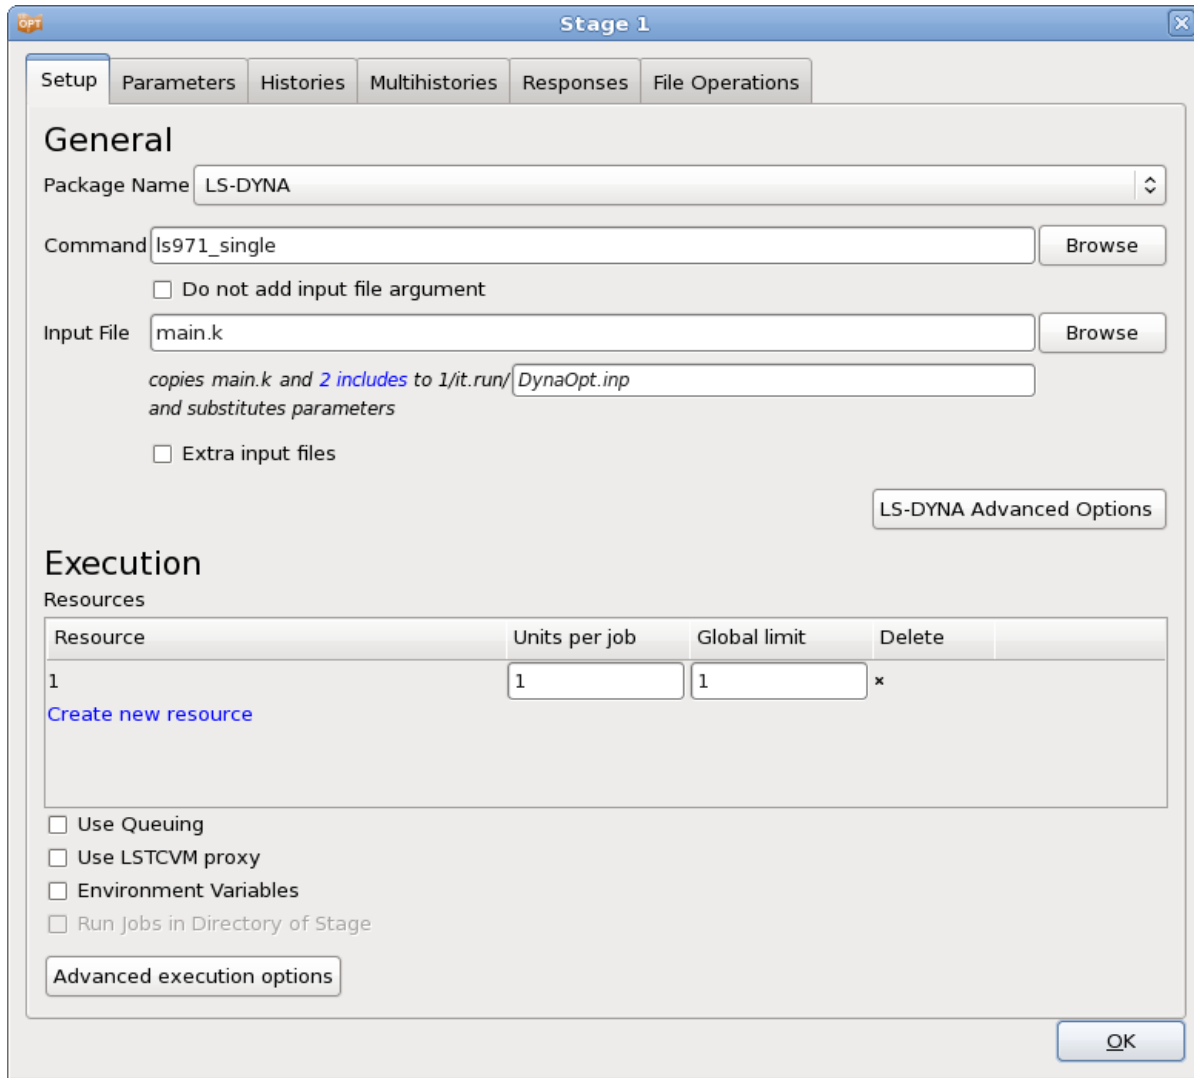 OPT Stage 1
Setup Parameters Histories Multihistories Responses File Operations
General
Package Name LS-DYNA
Command ls971_single Browse
Do not add input file argument
Input File main.k Browse
copies main.k and 2 includes to 1/it.run/ DynaOpt.inp
and substitutes parameters
Extra input files
LS-DYNA Advanced Options
Execution
Resources
Resource Units per job Global limit Delete
1 1 1 ×
Create new resource
Use Queuing
Use LSTCVM proxy
Environment Variables
Run Jobs in Directory of Stage
Advanced execution options
OK